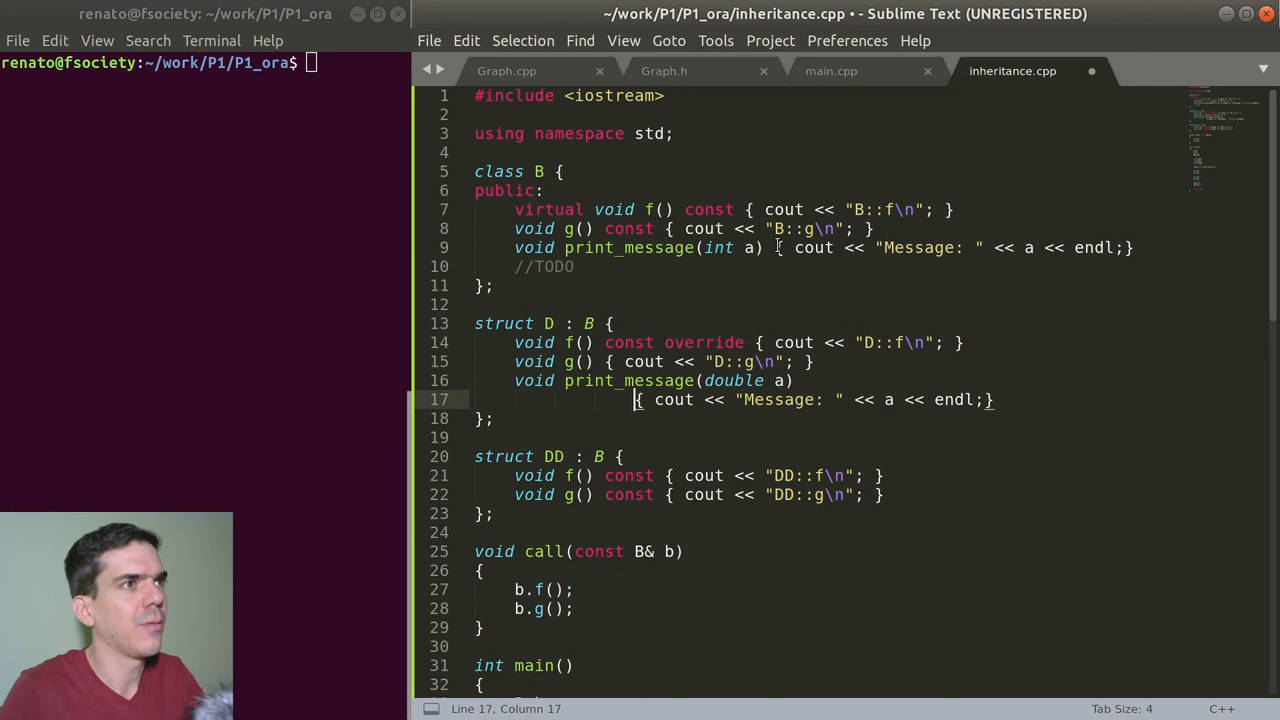 renato@fsociety: ~/work/P1/P1_ora
File Edit View Search Terminal Help
renato@fsociety:~/work/P1/P1_ora$
~/work/P1/P1_ora/inheritance.cpp • - Sublime Text (UNREGISTERED)
File Edit Selection Find View Goto Tools Project Preferences Help
Graph.cpp Graph.h main.cpp inheritance.cpp
1 #include <iostream>
2
3 using namespace std;
4
5 class B {
6 public:
7 virtual void f() const { cout << "B::f\n"; }
8 void g() const { cout << "B::g\n"; }
9 void print_message(int a) { cout << "Message: " << a << endl;}
10 //TODO
11 };
12
13 struct D : B {
14 void f() const override { cout << "D::f\n"; }
15 void g() { cout << "D::g\n"; }
16 void print_message(double a)
17 { cout << "Message: " << a << endl;}
18 };
19
20 struct DD : B {
21 void f() const { cout << "DD::f\n"; }
22 void g() const { cout << "DD::g\n"; }
23 };
24
25 void call(const B& b)
26 {
27 b.f();
28 b.g();
29 }
30
31 int main()
32 {
Line 17, Column 17 Tab Size: 4 C++